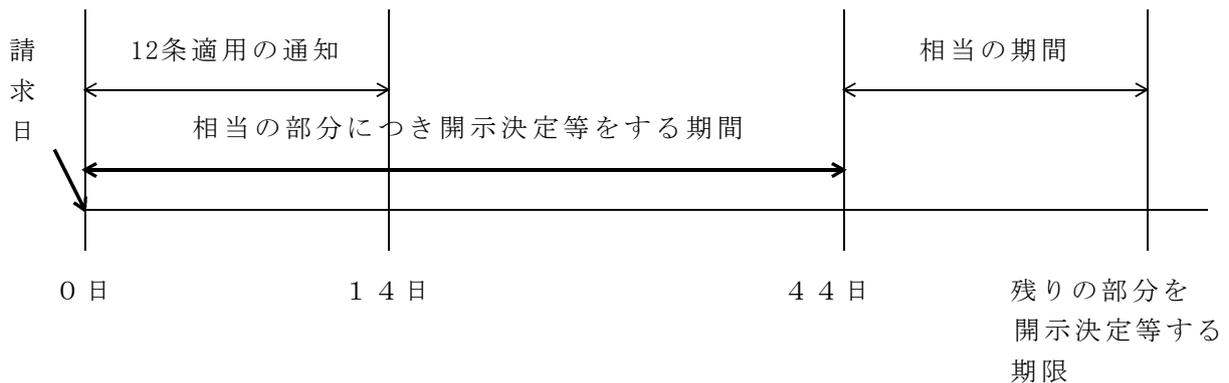 請求日
12条適用の通知
相当の期間
相当の部分につき開示決定等をする期間
０日
１４日
４４日
残りの部分を
開示決定等する
期限